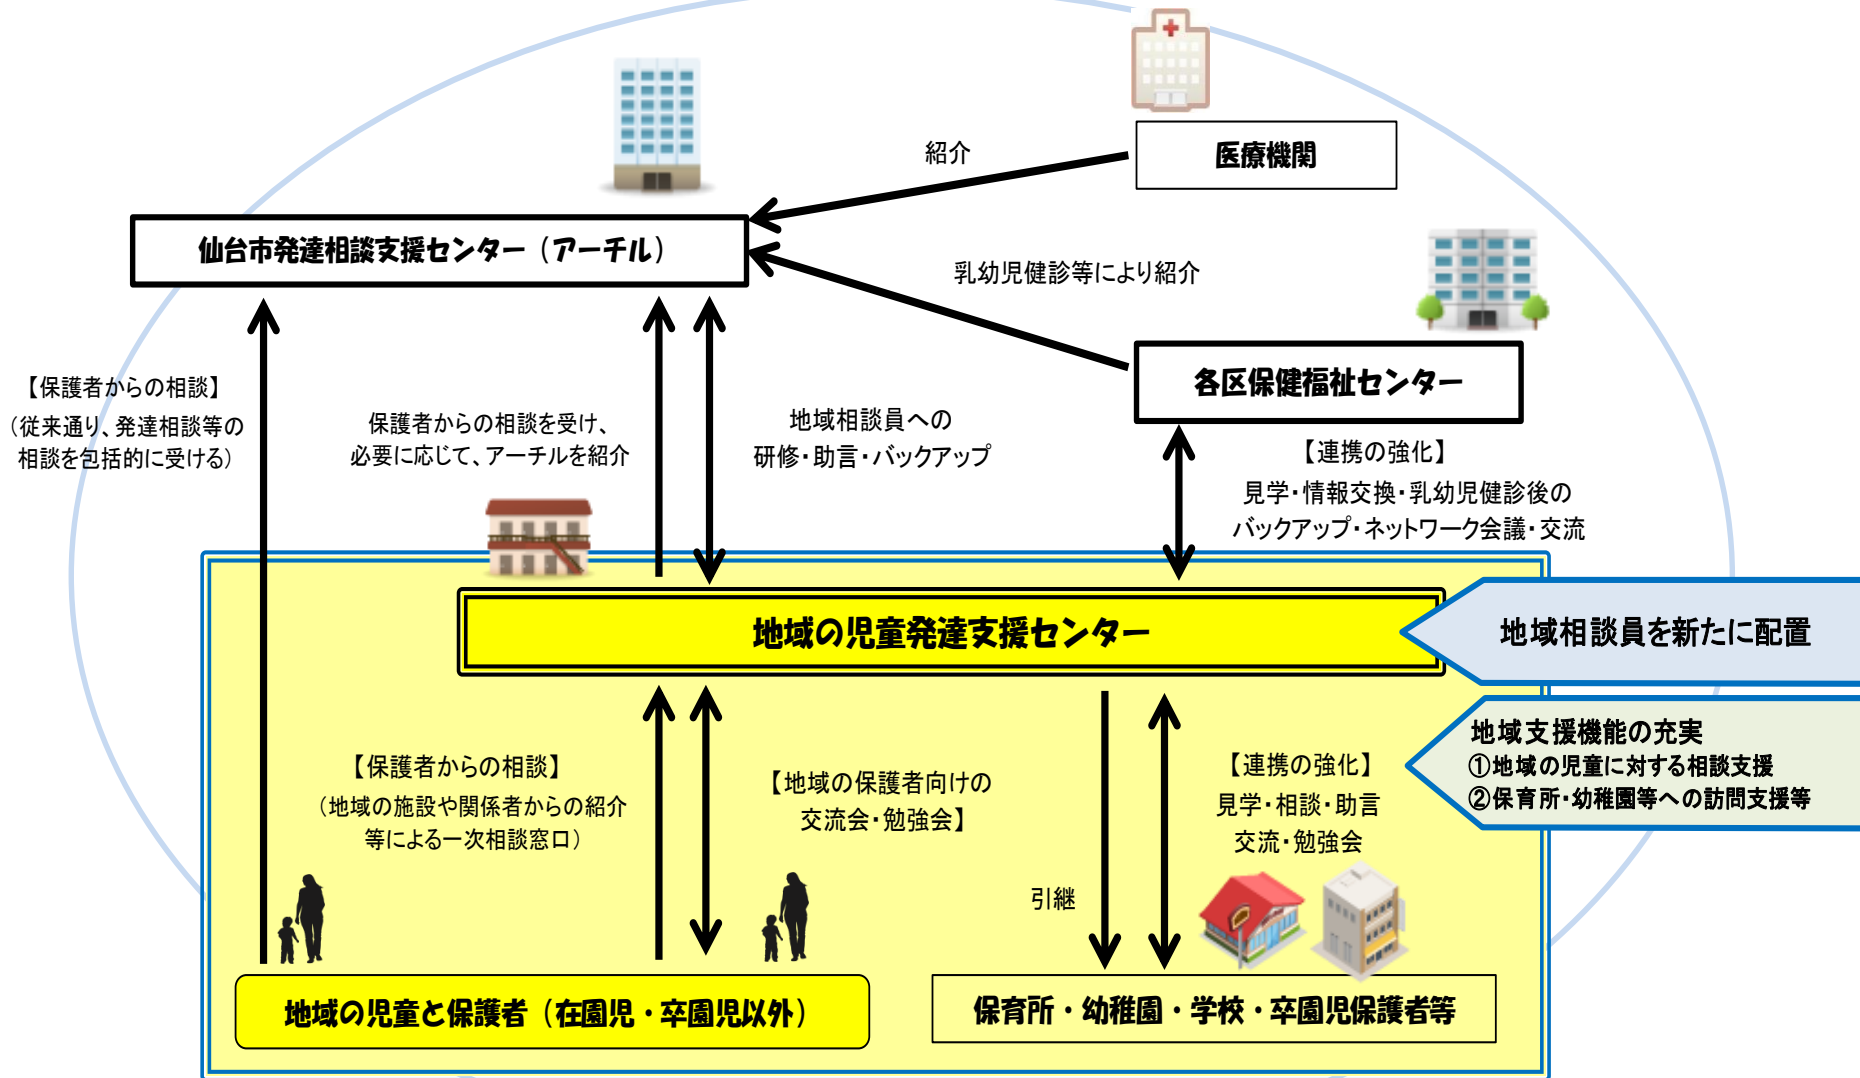 医療機関
紹介
仙台市発達相談支援センター（アーチル）
乳幼児健診等により紹介
各区保健福祉センター
【保護者からの相談】
（従来通り、発達相談等の
相談を包括的に受ける）
保護者からの相談を受け、
必要に応じて、アーチルを紹介
地域相談員への
研修・助言・バックアップ
【連携の強化】
見学・情報交換・乳幼児健診後の
バックアップ・ネットワーク会議・交流
地域の児童発達支援センター
地域相談員を新たに配置
地域支援機能の充実
①地域の児童に対する相談支援
②保育所・幼稚園等への訪問支援等
【保護者からの相談】
（地域の施設や関係者からの紹介
等による一次相談窓口）
【地域の保護者向けの
交流会・勉強会】
【連携の強化】
見学・相談・助言
交流・勉強会
引継
地域の児童と保護者（在園児・卒園児以外）
保育所・幼稚園・学校・卒園児保護者等